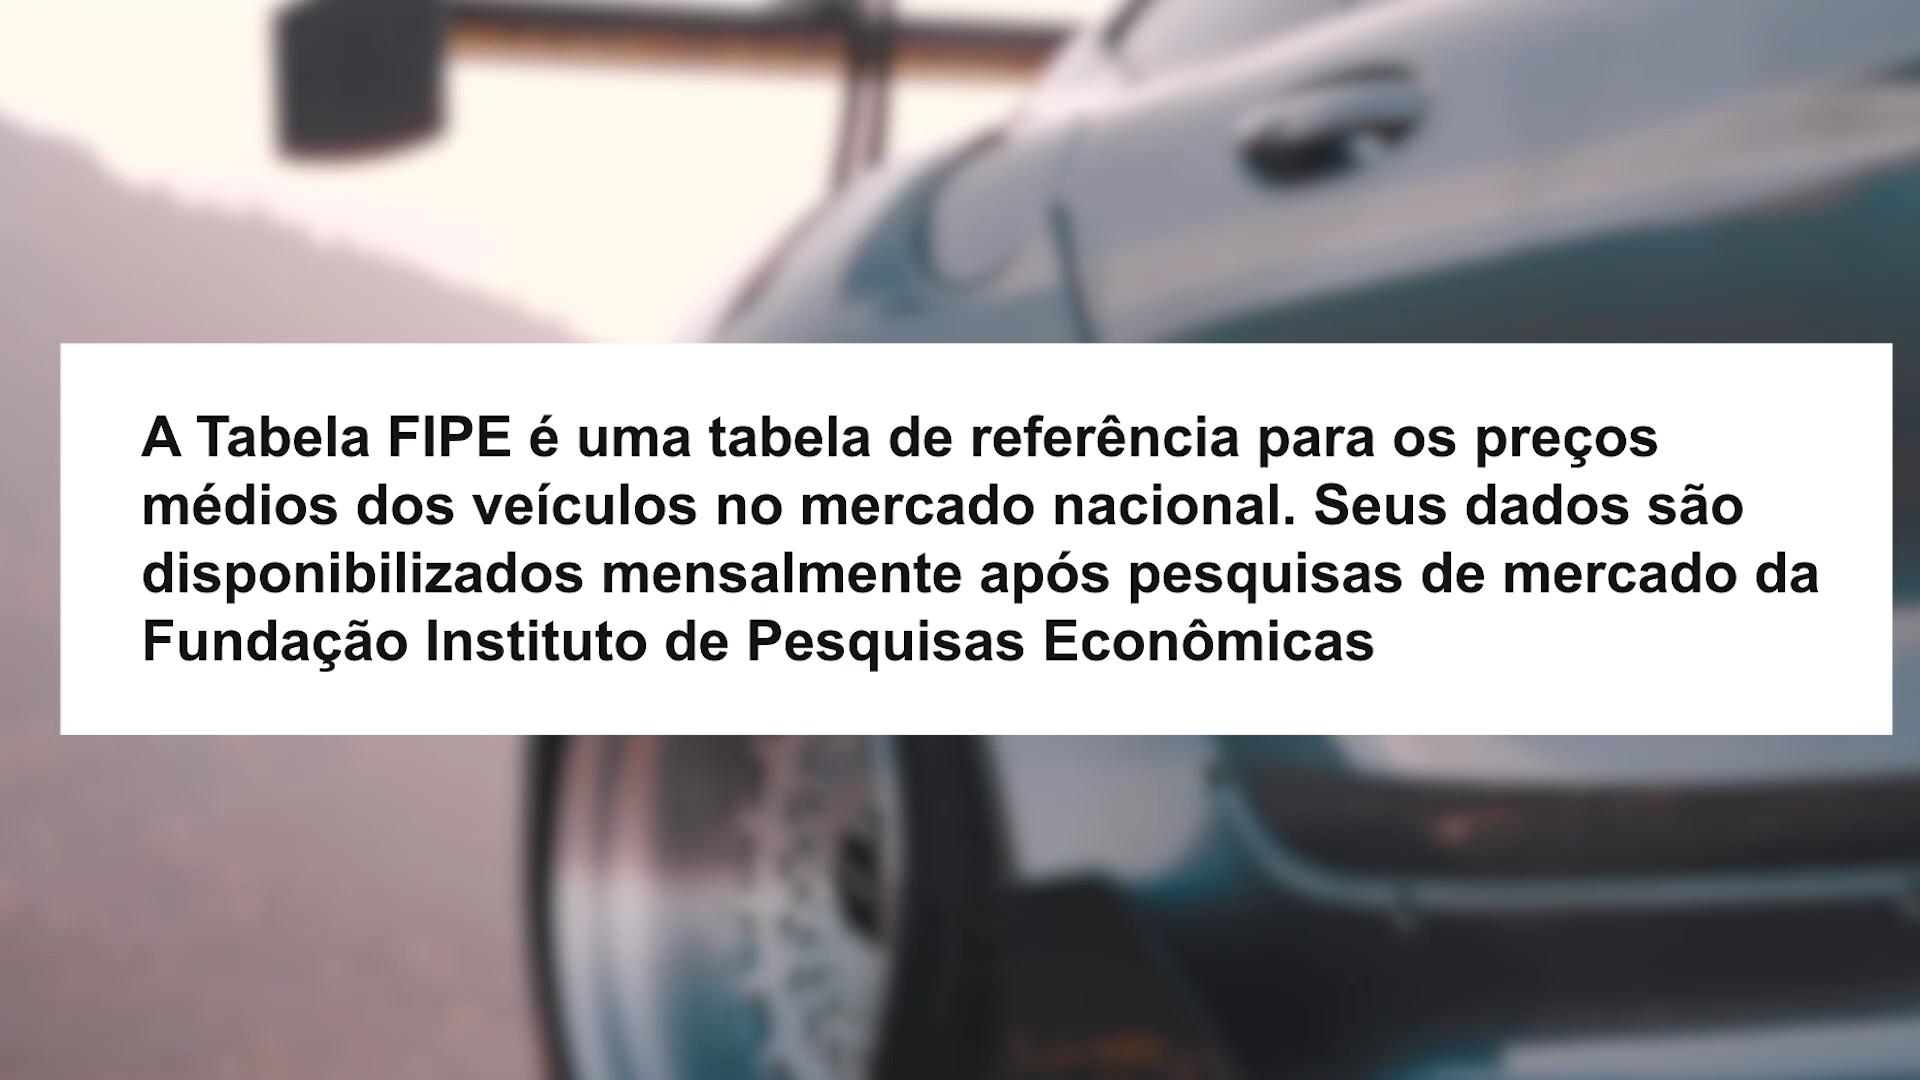 A Tabela FIPE é uma tabela de referência para os preços
médios dos veículos no mercado nacional. Seus dados são
disponibilizados mensalmente após pesquisas de mercado da
Fundação Instituto de Pesquisas Econômicas